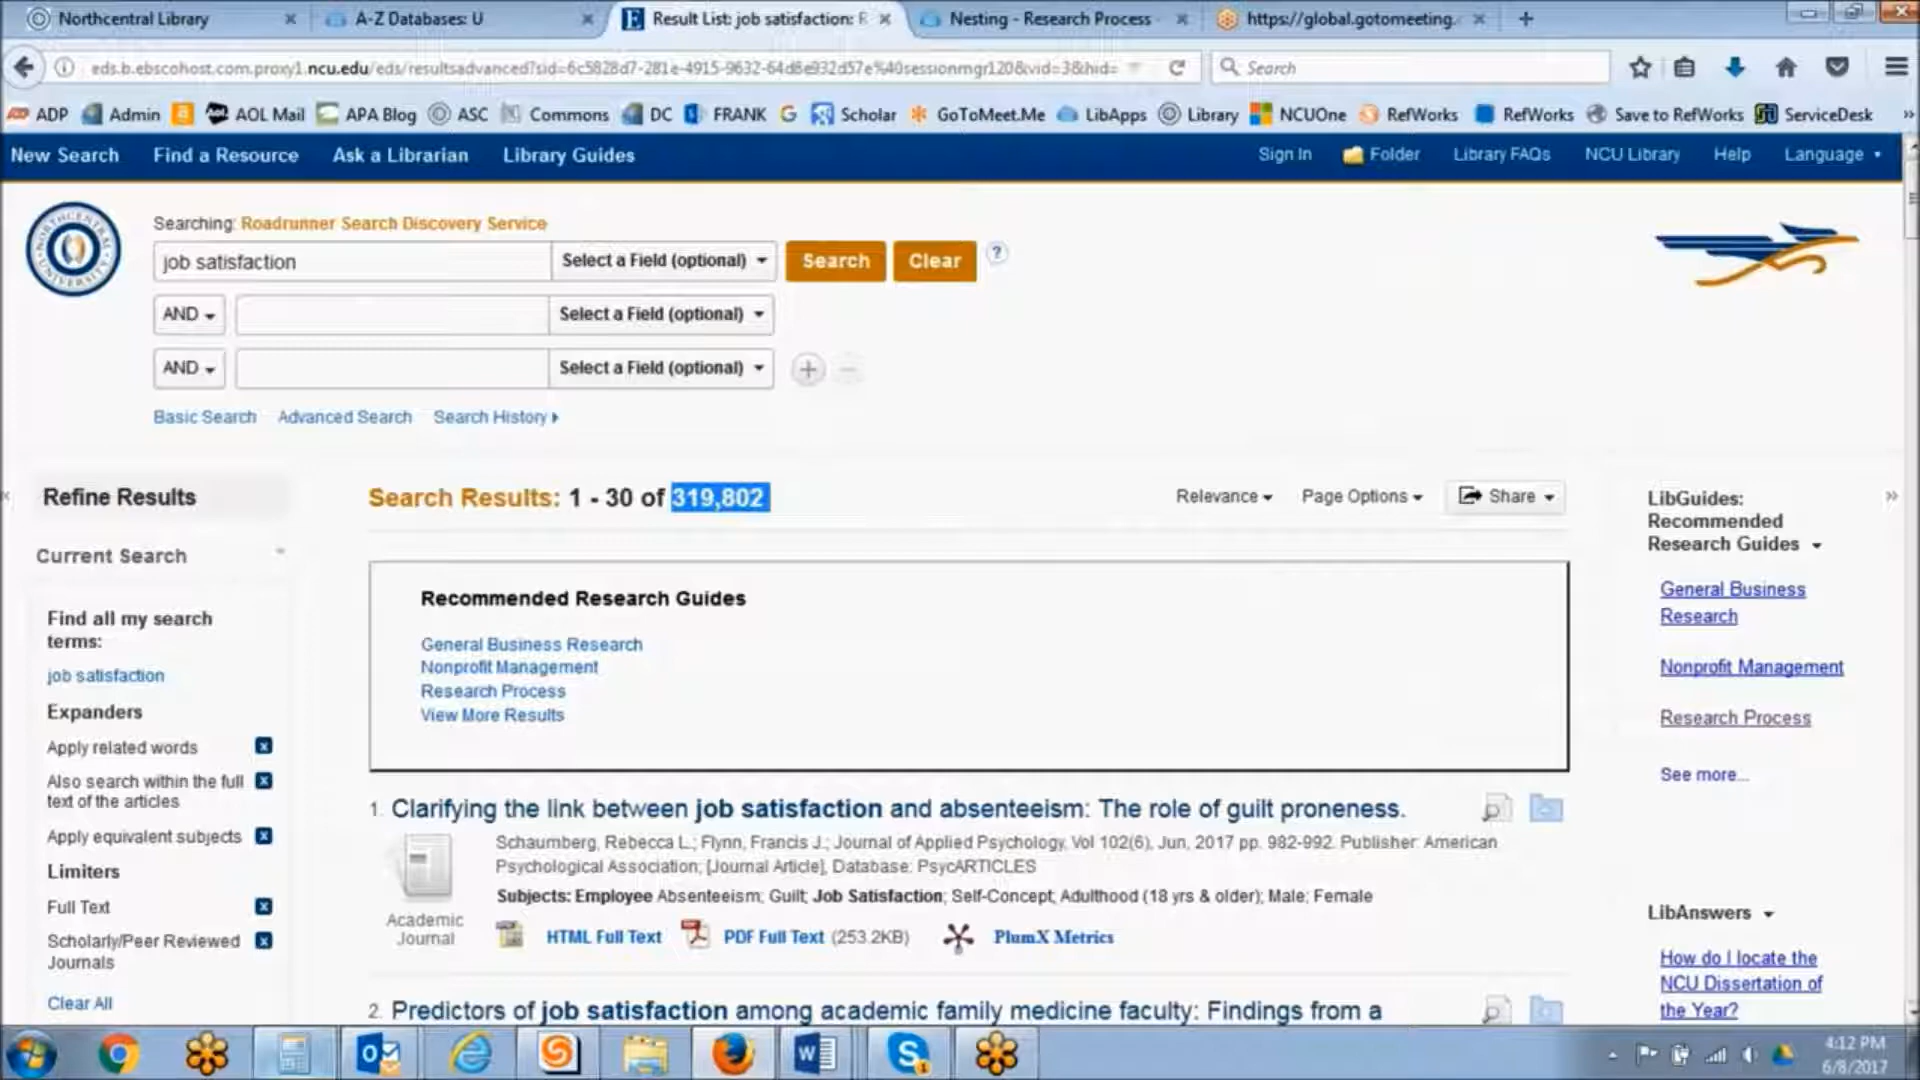 Northcentral Library
A-Z Databases: U
Result List: job satisfaction: R
Nesting - Research Process
https://global.gotomeeting.
eds.b.ebscohost.com.proxy1.ncu.edu/eds/resultsadvanced?sid=6c5828d7-281e-4915-9632-64d8e932d57e%40sessionmgr120&vid=3&hid=
Search
ADP
Admin
AOL Mail
APA Blog
ASC
Commons
DC
FRANK
Scholar
GoToMeet.Me
LibApps
Library
NCUOne
RefWorks
RefWorks
Save to RefWorks
ServiceDesk
New Search
Find a Resource
Ask a Librarian
Library Guides
Sign In
Folder
Library FAQs
NCU Library
Help
Language
Searching: Roadrunner Search Discovery Service
job satisfaction
Select a Field (optional)
Search
Clear
?
AND
Select a Field (optional)
AND
Select a Field (optional)
Basic Search
Advanced Search
Search History
Refine Results
Current Search
Find all my search
terms:
job satisfaction
Expanders
Apply related words
Also search within the full
text of the articles
Apply equivalent subjects
Limiters
Full Text
Scholarly/Peer Reviewed
Journals
Clear All
Search Results: 1 - 30 of 319,802
Relevance
Page Options
Share
Recommended Research Guides
General Business Research
Nonprofit Management
Research Process
View More Results
1. Clarifying the link between job satisfaction and absenteeism: The role of guilt proneness.
Schaumberg, Rebecca L.; Flynn, Francis J.; Journal of Applied Psychology, Vol 102(6), Jun, 2017 pp. 982-992. Publisher: American
Psychological Association; [Journal Article], Database: PsycARTICLES
Subjects: Employee Absenteeism; Guilt; Job Satisfaction; Self-Concept; Adulthood (18 yrs & older); Male; Female
Academic
Journal
HTML Full Text
PDF Full Text (253.2KB)
PlumX Metrics
2. Predictors of job satisfaction among academic family medicine faculty: Findings from a
LibGuides:
Recommended
Research Guides
General Business
Research
Nonprofit Management
Research Process
See more...
LibAnswers
How do I locate the
NCU Dissertation of
the Year?
4:12 PM
6/8/2017